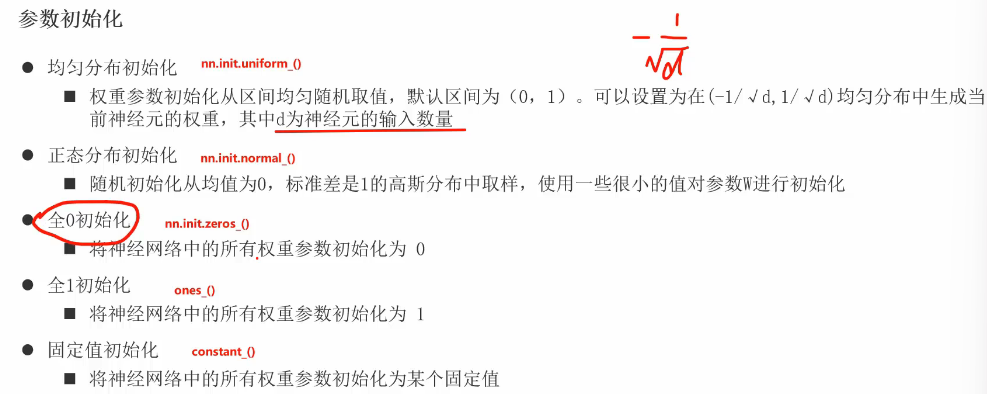 参数初始化
-1/√d
● 均匀分布初始化 nn.init.uniform_()
■ 权重参数初始化从区间均匀随机取值，默认区间为（0，1）。可以设置为在(-1/√d,1/√d)均匀分布中生成当
前神经元的权重，其中d为神经元的输入数量
● 正态分布初始化 nn.init.normal_()
■ 随机初始化从均值为0，标准差是1的高斯分布中取样，使用一些很小的值对参数W进行初始化
● 全0初始化 nn.init.zeros_()
■ 将神经网络中的所有权重参数初始化为 0
● 全1初始化 ones_()
■ 将神经网络中的所有权重参数初始化为 1
● 固定值初始化 constant_()
■ 将神经网络中的所有权重参数初始化为某个固定值